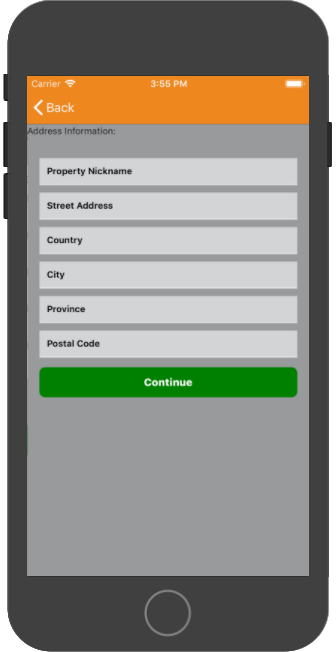 Carrier 3:55 PM
Back
Address Information:
Property Nickname
Street Address
Country
City
Province
Postal Code
Continue